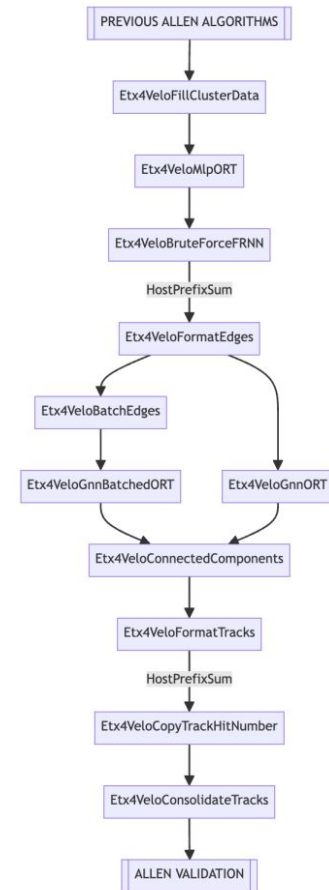 PREVIOUS ALLEN ALGORITHMS
Etx4VeloFillClusterData
Etx4VeloMlpORT
Etx4VeloBruteForceFRNN
HostPrefixSum
Etx4VeloFormatEdges
Etx4VeloBatchEdges
Etx4VeloGnnBatchedORT
Etx4VeloGnnORT
Etx4VeloConnectedComponents
Etx4VeloFormatTracks
HostPrefixSum
Etx4VeloCopyTrackHitNumber
Etx4VeloConsolidateTracks
ALLEN VALIDATION